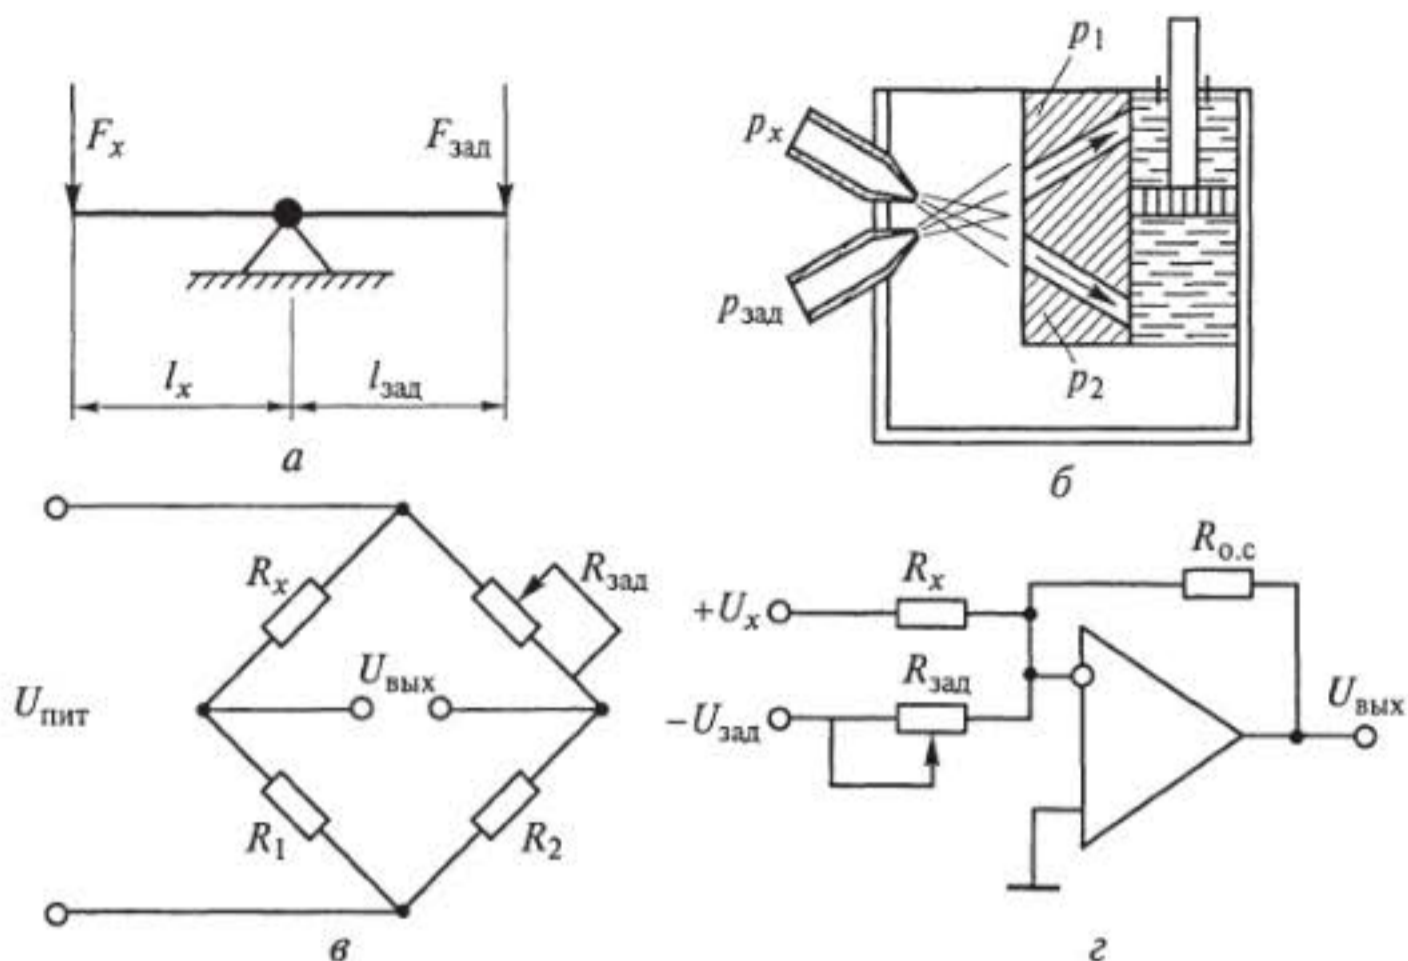 F_x
F_зад
l_x
l_зад
а
p_x
p_зад
p_1
p_2
б
U_пит
R_x
R_зад
U_вых
R_1
R_2
в
+U_x
R_x
R_о.с
-U_зад
R_зад
U_вых
г